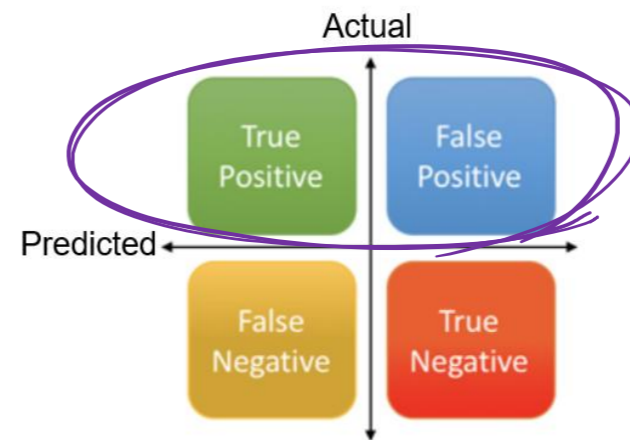 Actual
True
Positive
False
Positive
Predicted
False
Negative
True
Negative